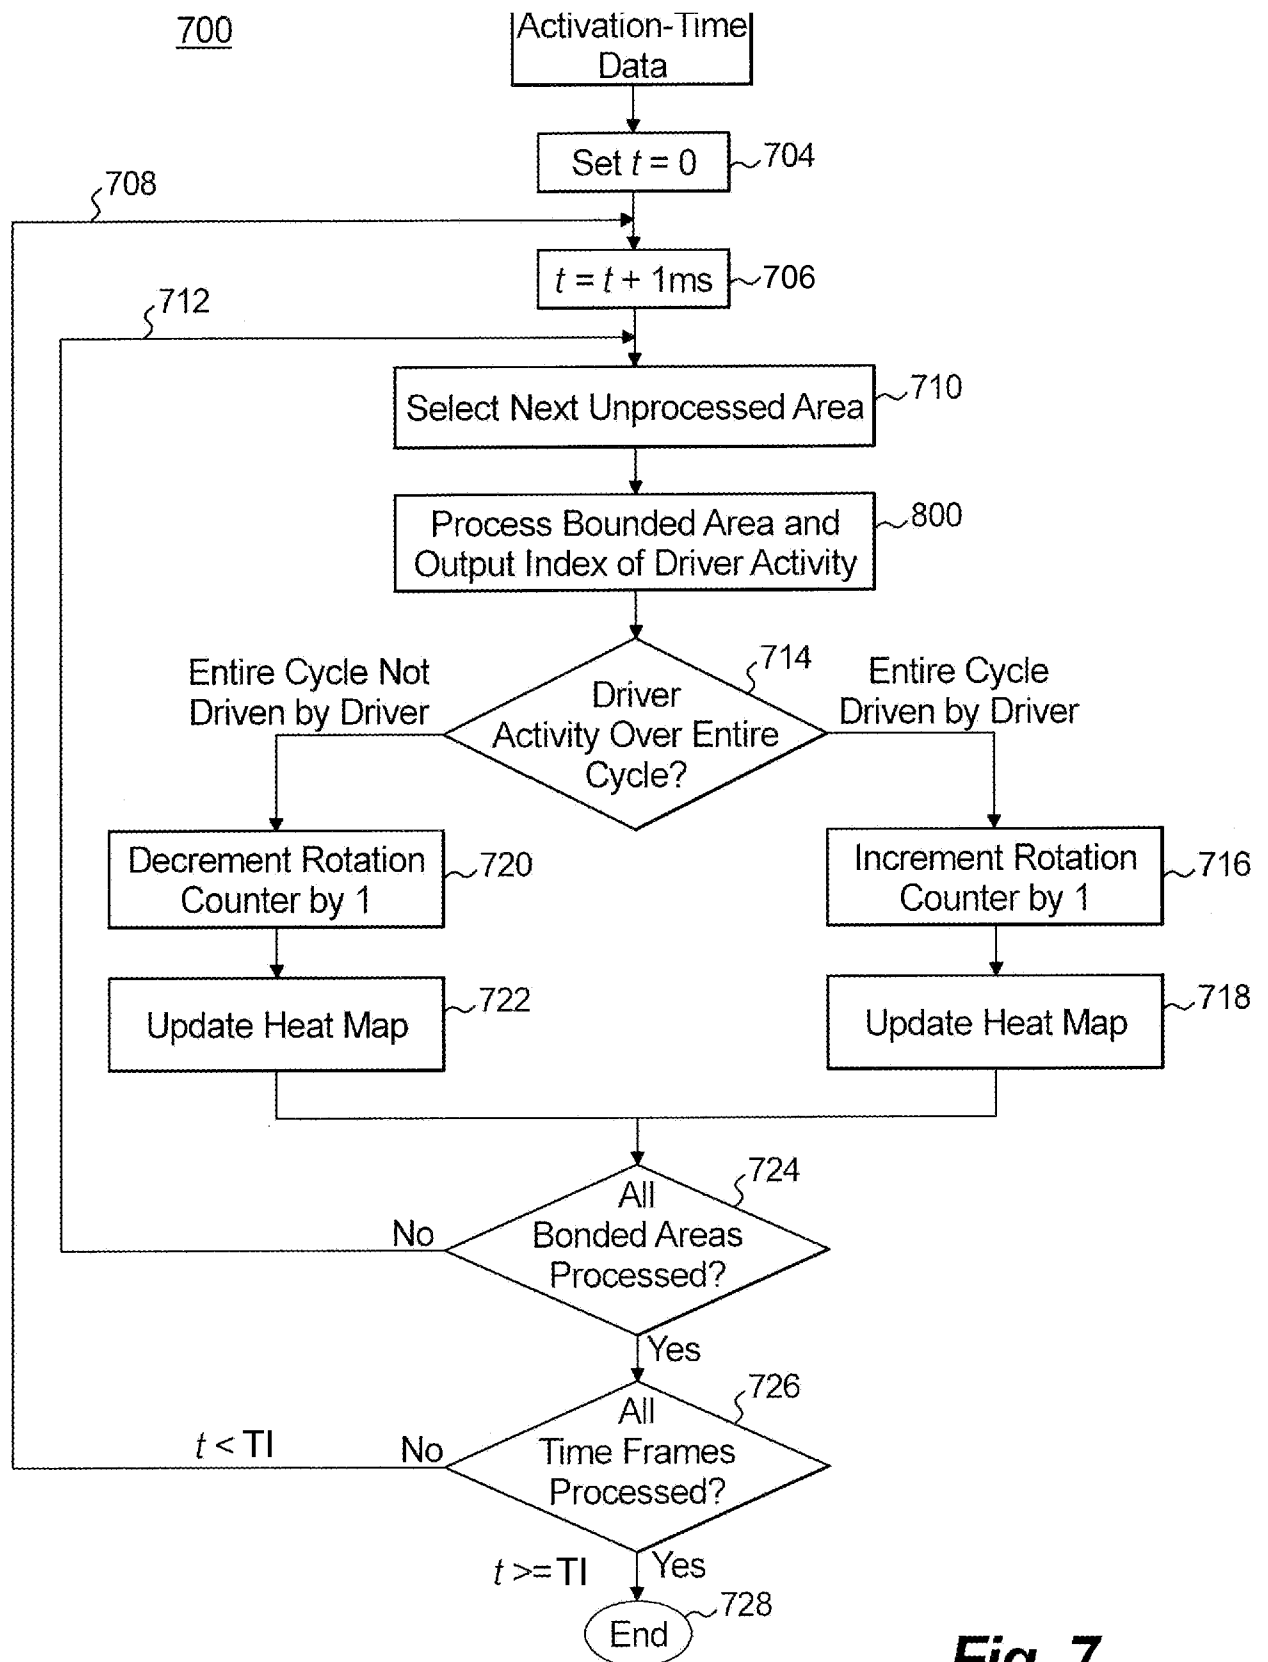 700
Activation-Time
Data
Set t = 0
704
708
t = t + 1ms
706
712
Select Next Unprocessed Area
710
Process Bounded Area and
Output Index of Driver Activity
800
Entire Cycle Not
Driven by Driver
Driver
Activity Over Entire
Cycle?
714
Entire Cycle
Driven by Driver
Decrement Rotation
Counter by 1
720
Increment Rotation
Counter by 1
716
Update Heat Map
722
Update Heat Map
718
All
Bonded Areas
Processed?
724
No
Yes
All
Time Frames
Processed?
726
t < TI
No
t >= TI
Yes
End
728
Fig. 7